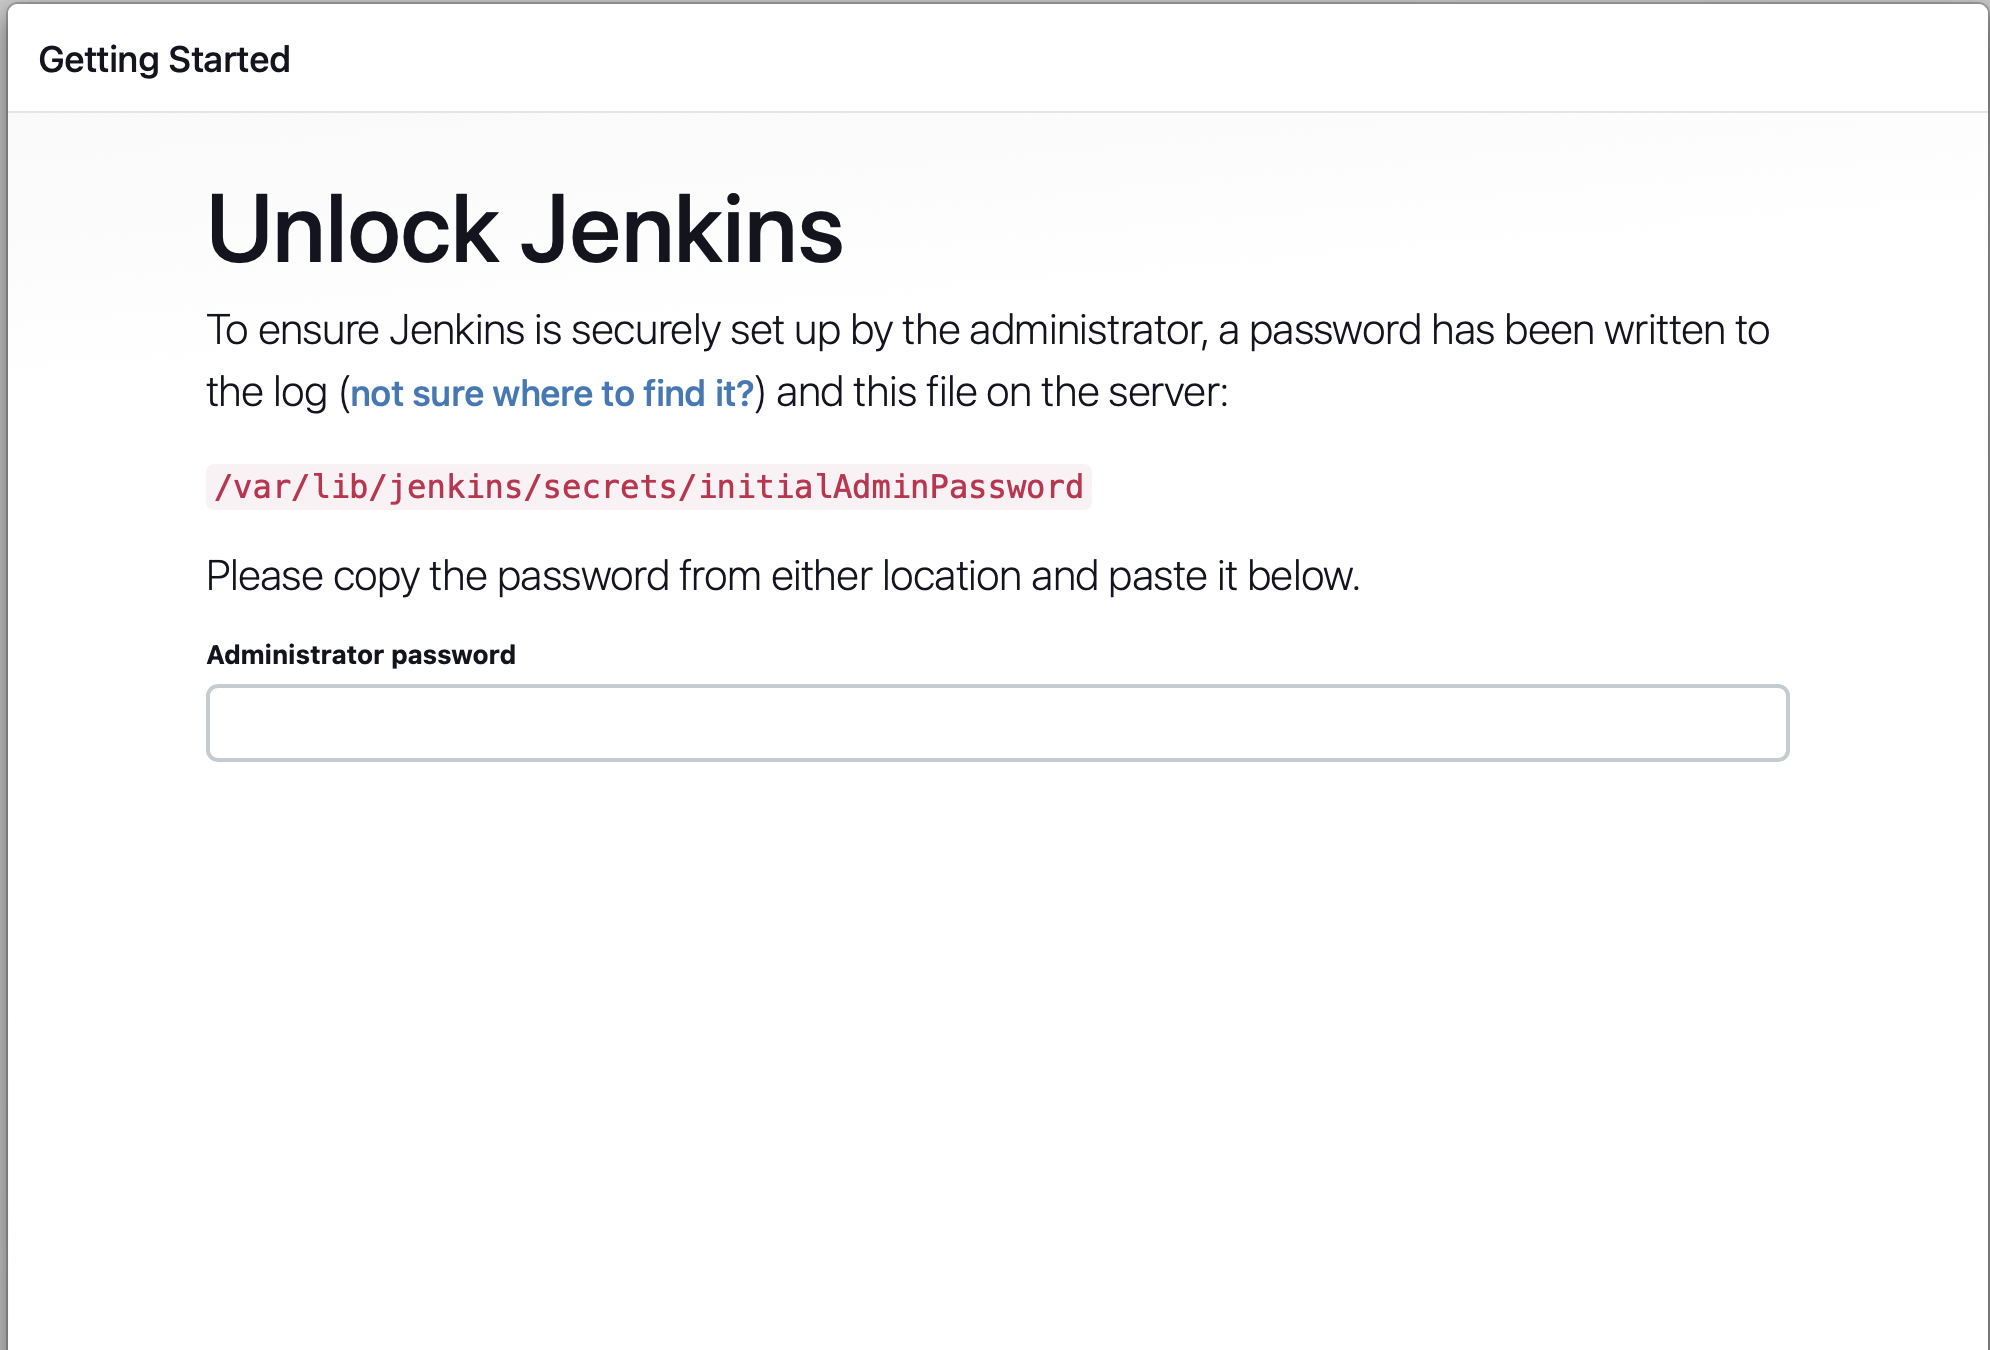 Getting Started
Unlock Jenkins
To ensure Jenkins is securely set up by the administrator, a password has been written to
the log (not sure where to find it?) and this file on the server:
/var/lib/jenkins/secrets/initialAdminPassword
Please copy the password from either location and paste it below.
Administrator password